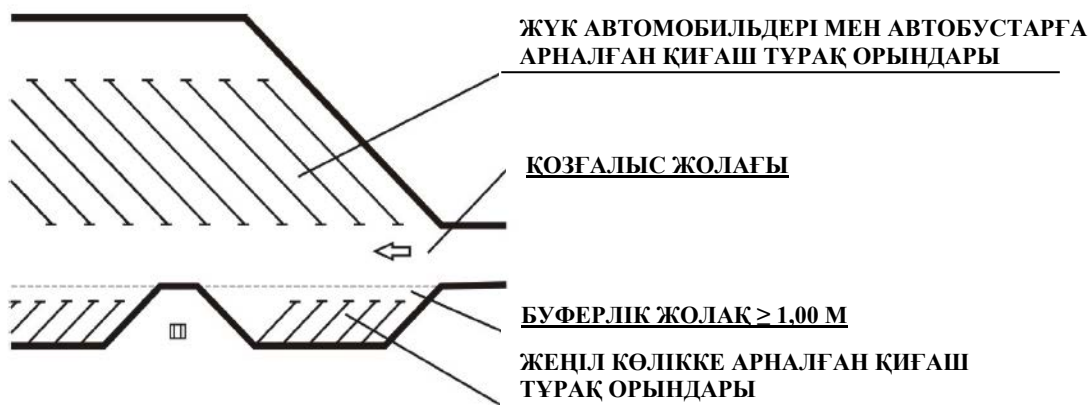 ЖҮК АВТОМОБИЛЬДЕРІ МЕН АВТОБУСТАРҒА
АРНАЛҒАН ҚИҒАШ ТҰРАҚ ОРЫНДАРЫ
ҚОЗҒАЛЫС ЖОЛАҒЫ
БУФЕРЛІК ЖОЛАҚ ≥ 1,00 М
ЖЕҢІЛ КӨЛІККЕ АРНАЛҒАН ҚИҒАШ
ТҰРАҚ ОРЫНДАРЫ